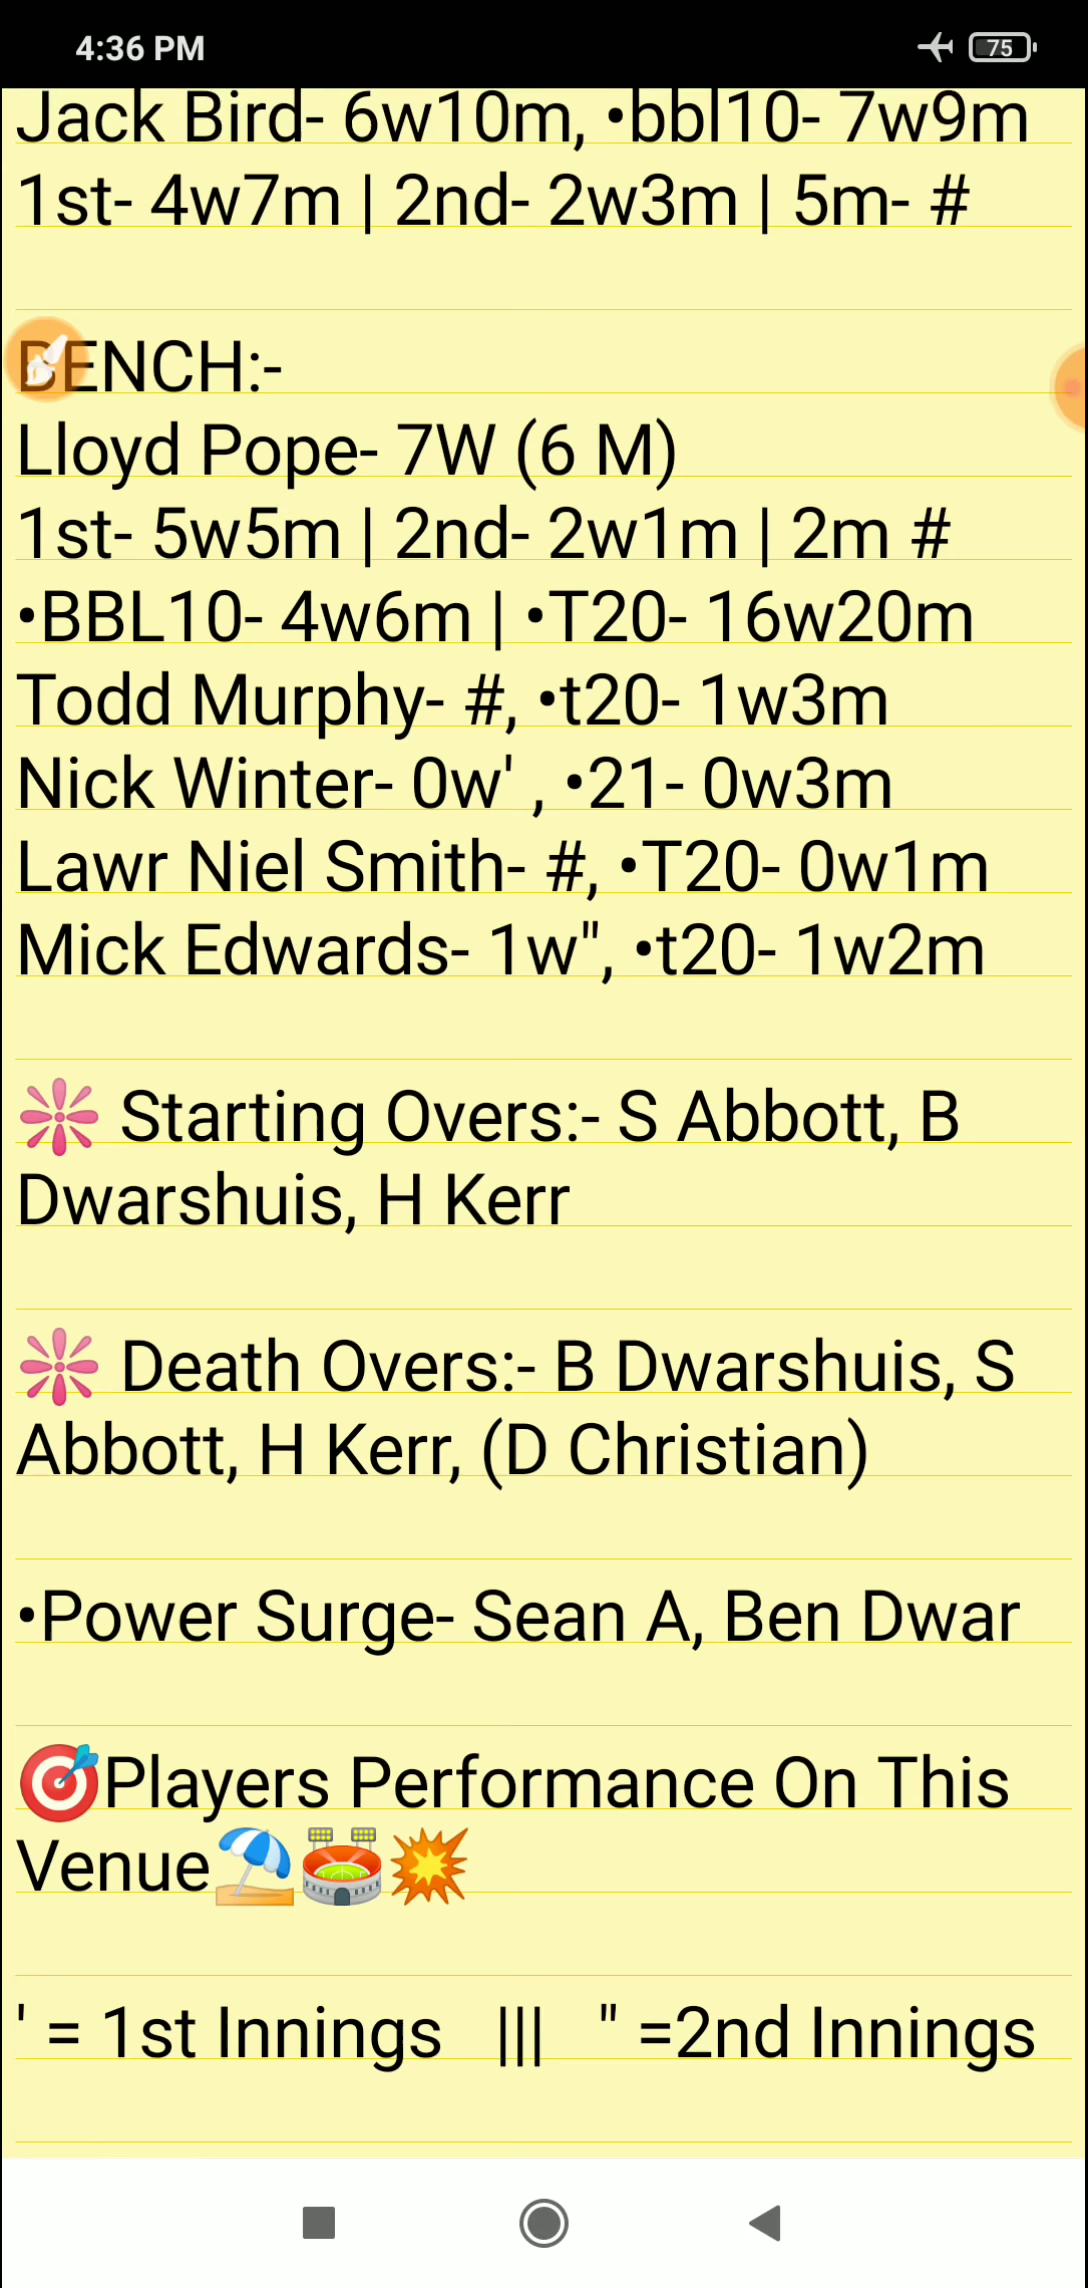 4:36 PM
75
Jack Bird- 6w10m, •bbl10- 7w9m
1st- 4w7m | 2nd- 2w3m | 5m- #
BENCH:-
Lloyd Pope- 7W (6 M)
1st- 5w5m | 2nd- 2w1m | 2m #
•BBL10- 4w6m | •T20- 16w20m
Todd Murphy- #, •t20- 1w3m
Nick Winter- 0w' , •21- 0w3m
Lawr Niel Smith- #, •T20- 0w1m
Mick Edwards- 1w", •t20- 1w2m
Starting Overs:- S Abbott, B
Dwarshuis, H Kerr
Death Overs:- B Dwarshuis, S
Abbott, H Kerr, (D Christian)
•Power Surge- Sean A, Ben Dwar
🎯Players Performance On This
Venue⛱️🏟️💥
' = 1st Innings ||| " =2nd Innings